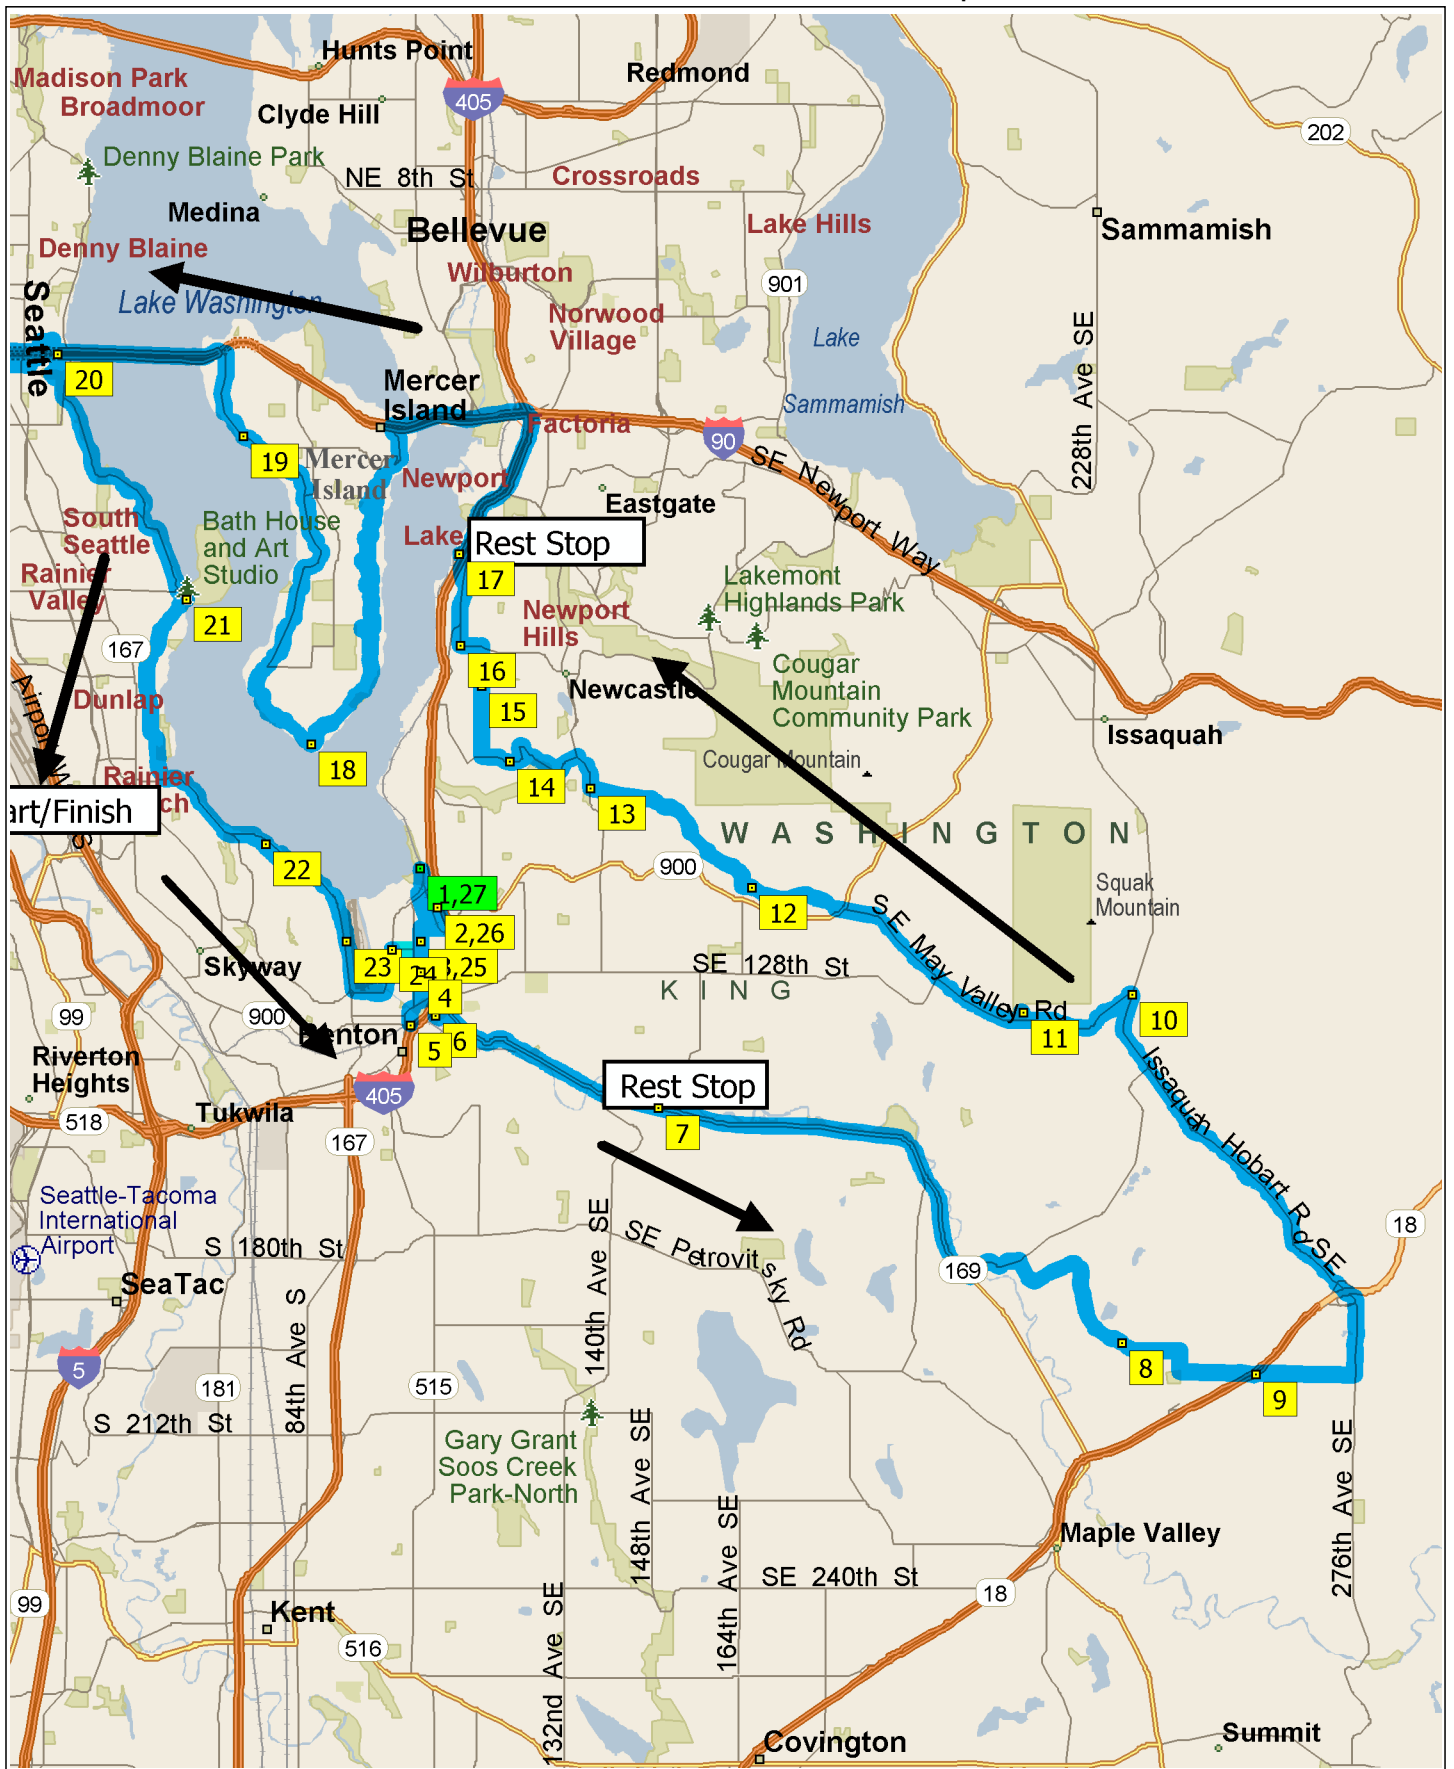 Hunts Point
Redmond
Madison Park
Broadmoor
405
Clyde Hill
202
Denny Blaine Park
NE 8th St
Crossroads
Medina
Lake Hills
Sammamish
Bellevue
Denny Blaine
Wilburton
901
Lake Washington
Norwood
Village
Seattle
Lake
Sammamish
228th Ave SE
20
Mercer
Island
Factoria
90
19
Mercer
Island
Newport
SE Newport Way
Eastgate
South
Seattle
Bath House
and Art
Studio
Lake
Rest Stop
17
Rainier
Valley
Lakemont
Highlands Park
21
Newport
Hills
167
16
Cougar
Mountain
Community Park
Newcastle
Dunlap
15
Issaquah
Airport W
S
Cougar Mountain
18
14
Rainier
ch
art/Finish
13
WASHINGTON
22
900
1,27
Squak
Mountain
12
2,26
SE May Valley Rd
23
24
3,25
Skyway
SE 128th St
4
KING
99
900
11
10
Renton
5
6
Riverton
Heights
Issaquah Hobart Rd SE
Rest Stop
405
518
Tukwila
167
7
Seattle-Tacoma
International
Airport
S 180th St
140th Ave SE
SE Petrovitsky Rd
18
169
SeaTac
84th Ave S
5
181
515
8
9
S 212th St
Gary Grant
Soos Creek
Park-North
148th Ave SE
276th Ave SE
164th Ave SE
Maple Valley
SE 240th St
18
99
Kent
132nd Ave SE
516
Covington
Summit